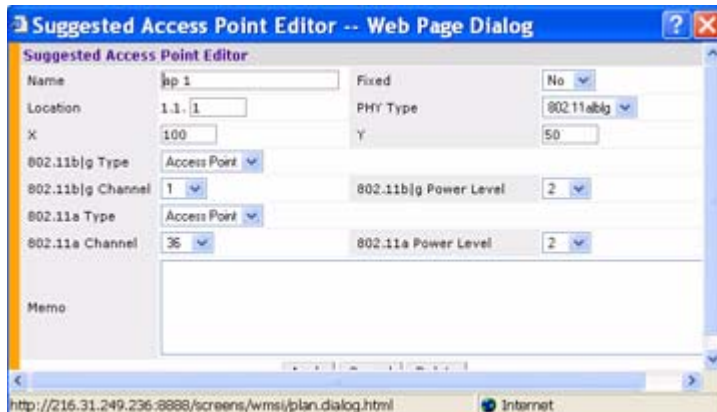 Suggested Access Point Editor -- Web Page Dialog
Suggested Access Point Editor
Name ap 1 Fixed No
Location 1.1. 1 PHY Type 802.11a|b|g
X 100 Y 50
802.11b|g Type Access Point
802.11b|g Channel 1 802.11b|g Power Level 2
802.11a Type Access Point
802.11a Channel 36 802.11a Power Level 2
Memo
http://216.31.249.236:8888/screens/wmsi/plan.dialog.html Internet